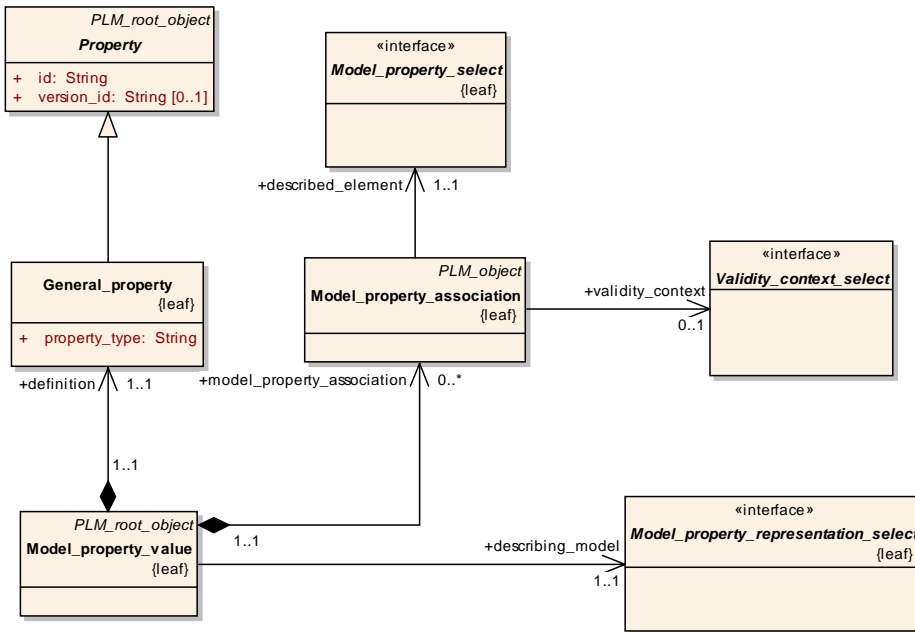 PLM_root_object
Property
+ id: String
+ version_id: String [0..1]
«interface»
Model_property_select
{leaf}
+described_element
1..1
General_property
{leaf}
+ property_type: String
PLM_object
Model_property_association
{leaf}
+validity_context
0..1
«interface»
Validity_context_select
+definition
1..1
+model_property_association
0..*
1..1
PLM_root_object
Model_property_value
{leaf}
1..1
+describing_model
1..1
«interface»
Model_property_representation_select
{leaf}